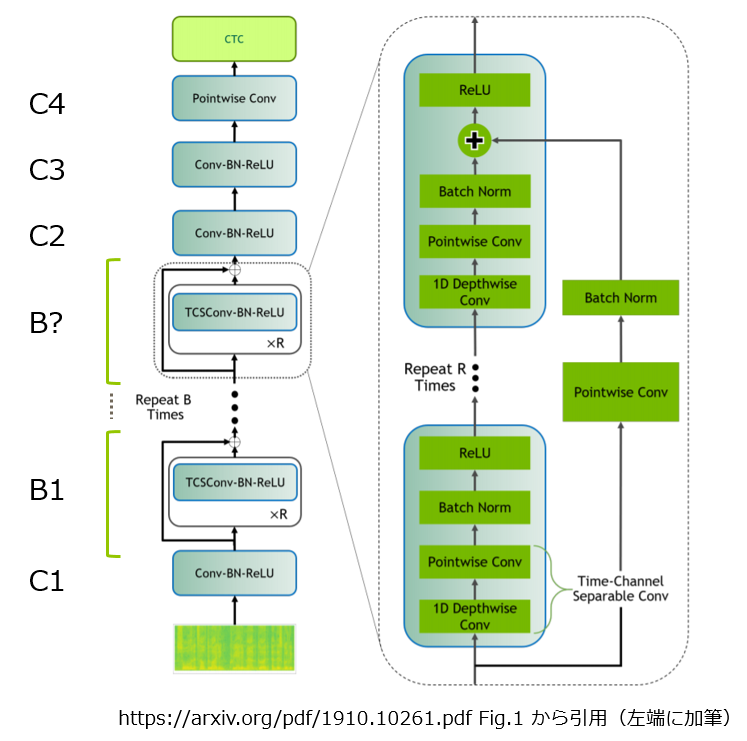 CTC
C4
Pointwise Conv
C3
Conv-BN-ReLU
C2
Conv-BN-ReLU
B?
TCSConv-BN-ReLU
×R
Repeat B
Times
B1
TCSConv-BN-ReLU
×R
C1
Conv-BN-ReLU
ReLU
+
Batch Norm
Pointwise Conv
1D Depthwise
Conv
Batch Norm
Pointwise Conv
Repeat R
Times
ReLU
Batch Norm
Pointwise Conv
1D Depthwise
Conv
Time-Channel
Separable Conv
https://arxiv.org/pdf/1910.10261.pdf Fig.1 から引用（左端に加筆）